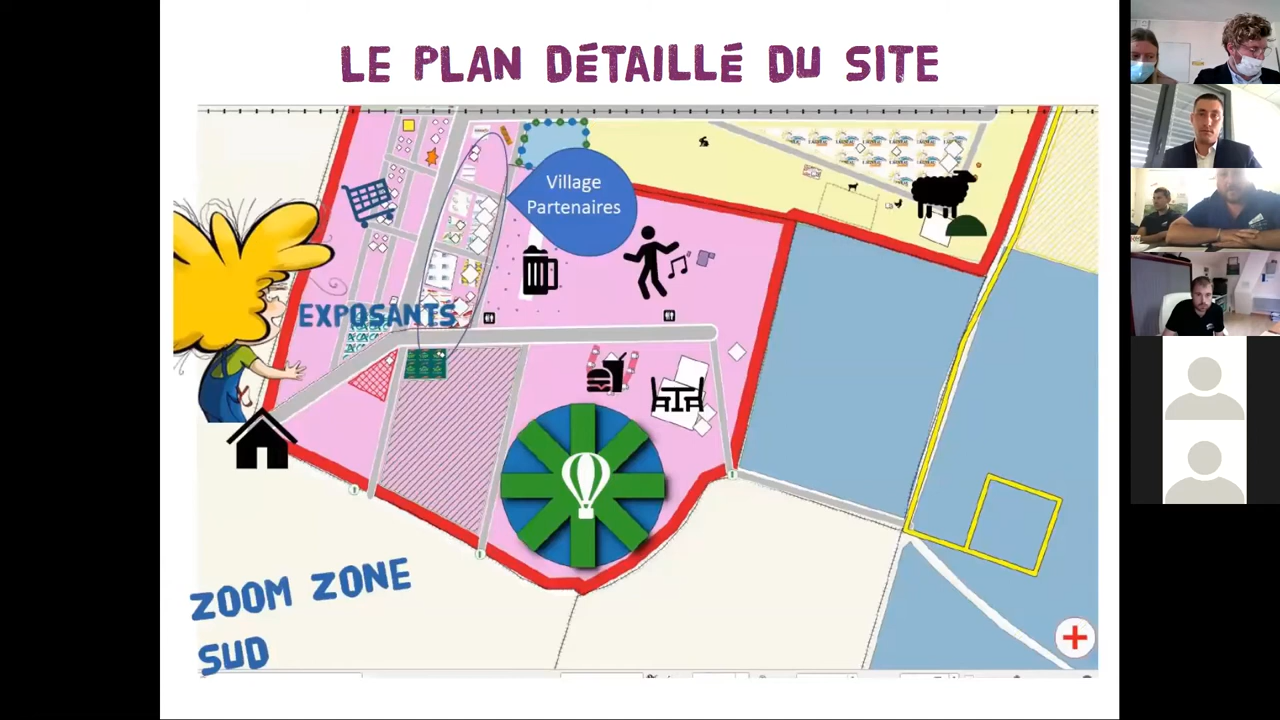 LE PLAN DÉTAILLÉ DU SITE
Village
Partenaires
EXPOSANTS
ZOOM ZONE
SUD